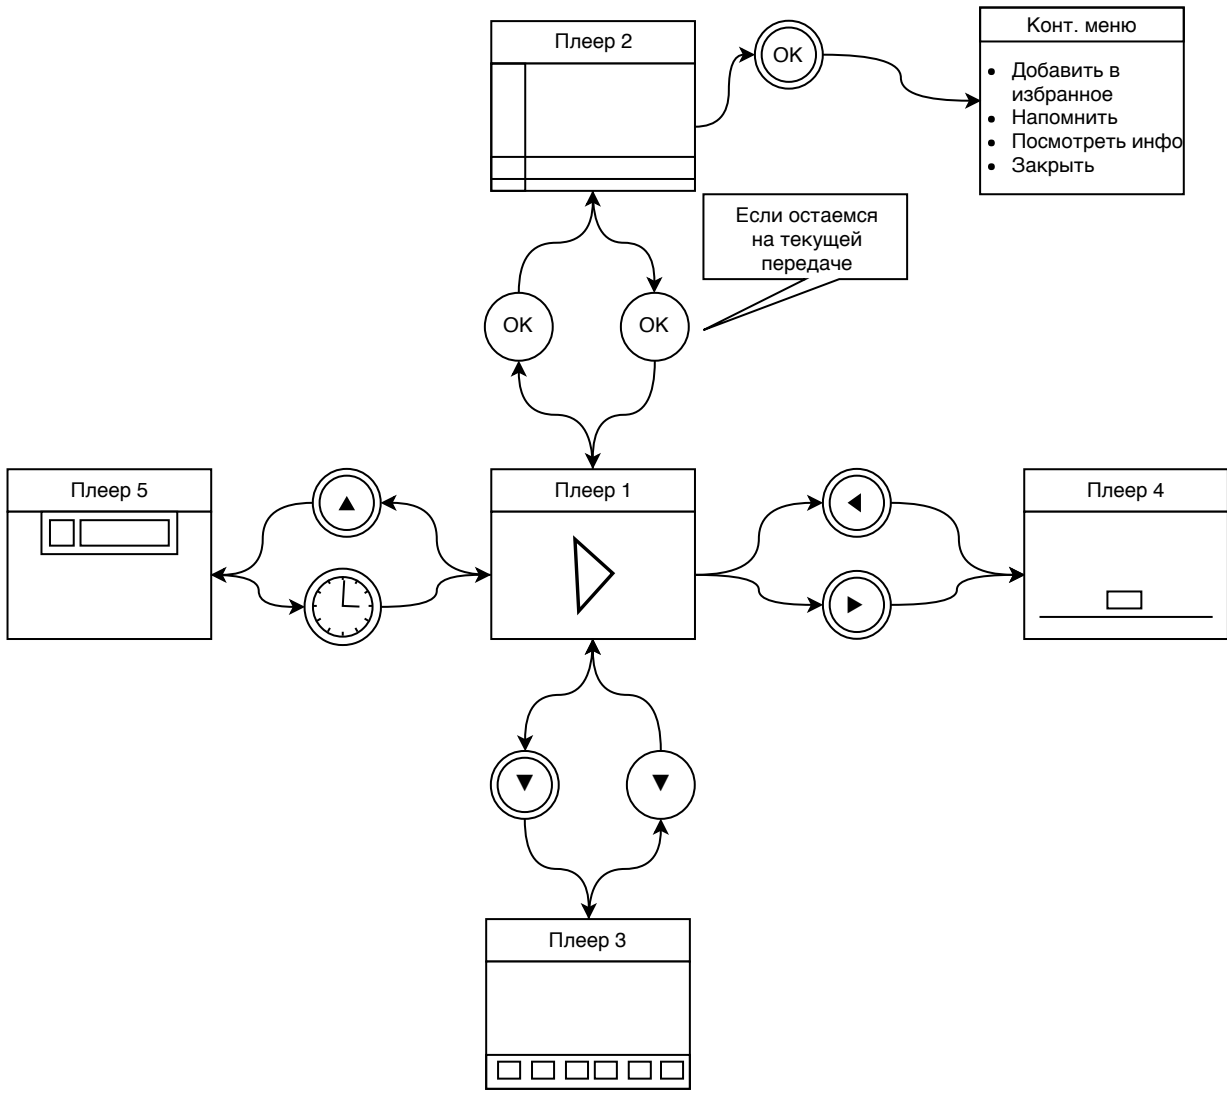 Плеер 2
OK
Конт. меню
Добавить в
избранное
Напомнить
Посмотреть инфо
Закрыть
Если остаемся
на текущей
передаче
OK
OK
Плеер 5
Плеер 1
Плеер 4
Плеер 3